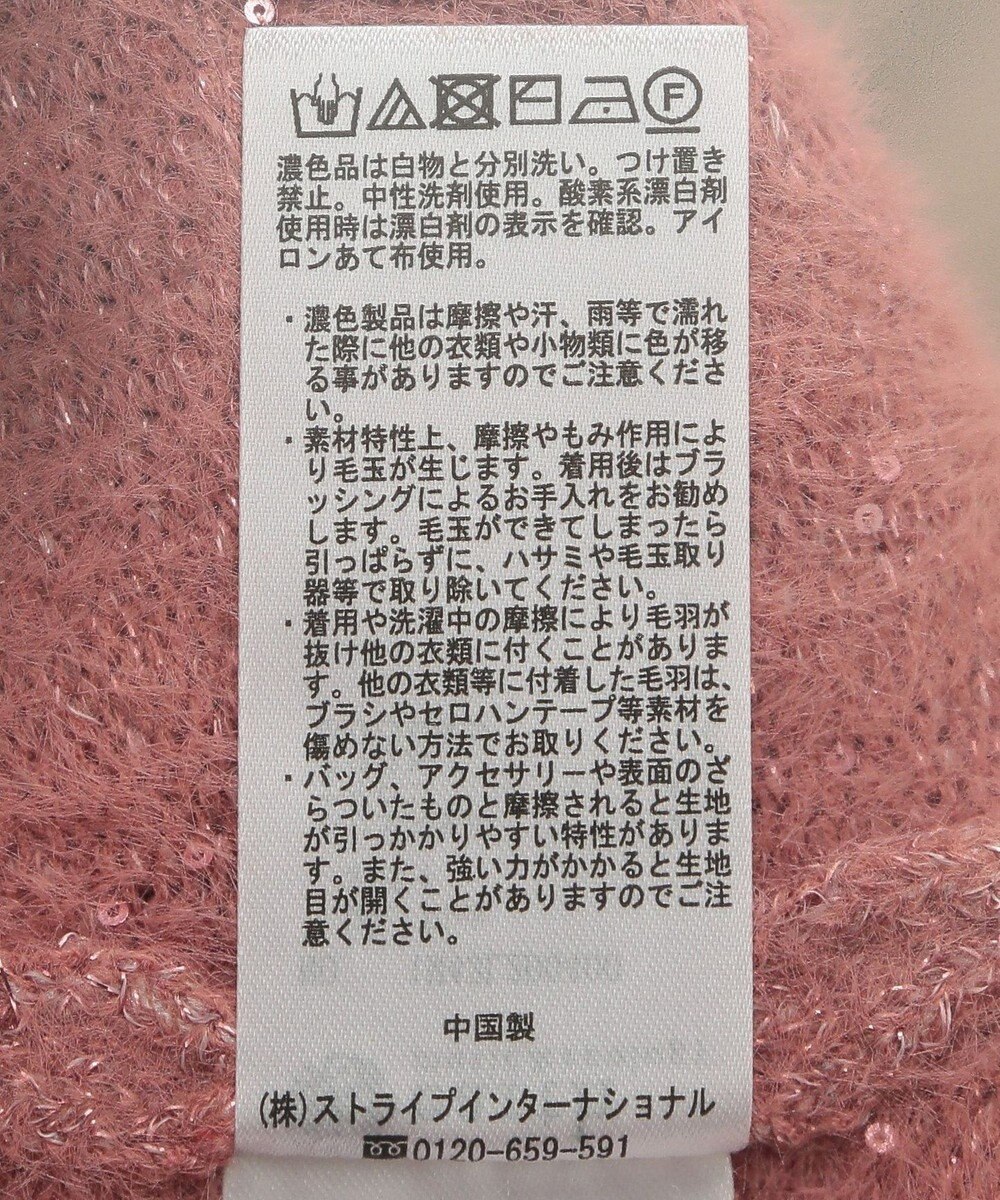 F
濃色品は白物と分別洗い。つけ置き
禁止。中性洗剤使用。酸素系漂白剤
使用時は漂白剤の表示を確認。アイ
ロンあて布使用。
・濃色製品は摩擦や汗、雨等で濡れ
た際に他の衣類や小物類に色が移
る事がありますのでご注意くださ
い。
・素材特性上、摩擦やもみ作用によ
り毛玉が生じます。着用後はブラ
ッシングによるお手入れをお勧め
します。毛玉ができてしまったら
引っぱらずに、ハサミや毛玉取り
器等で取り除いてください。
・着用や洗濯中の摩擦により毛羽が
抜け他の衣類に付くことがありま
す。他の衣類等に付着した毛羽は、
ブラシやセロハンテープ等素材を
傷めない方法でお取りください。
・バッグ、アクセサリーや表面のざ
らついたものと摩擦されると生地
が引っかかりやすい特性がありま
す。また、強い力がかかると生地
目が開くことがありますのでご注
意ください。
中国製
(株)ストライプインターナショナル
0120-659-591